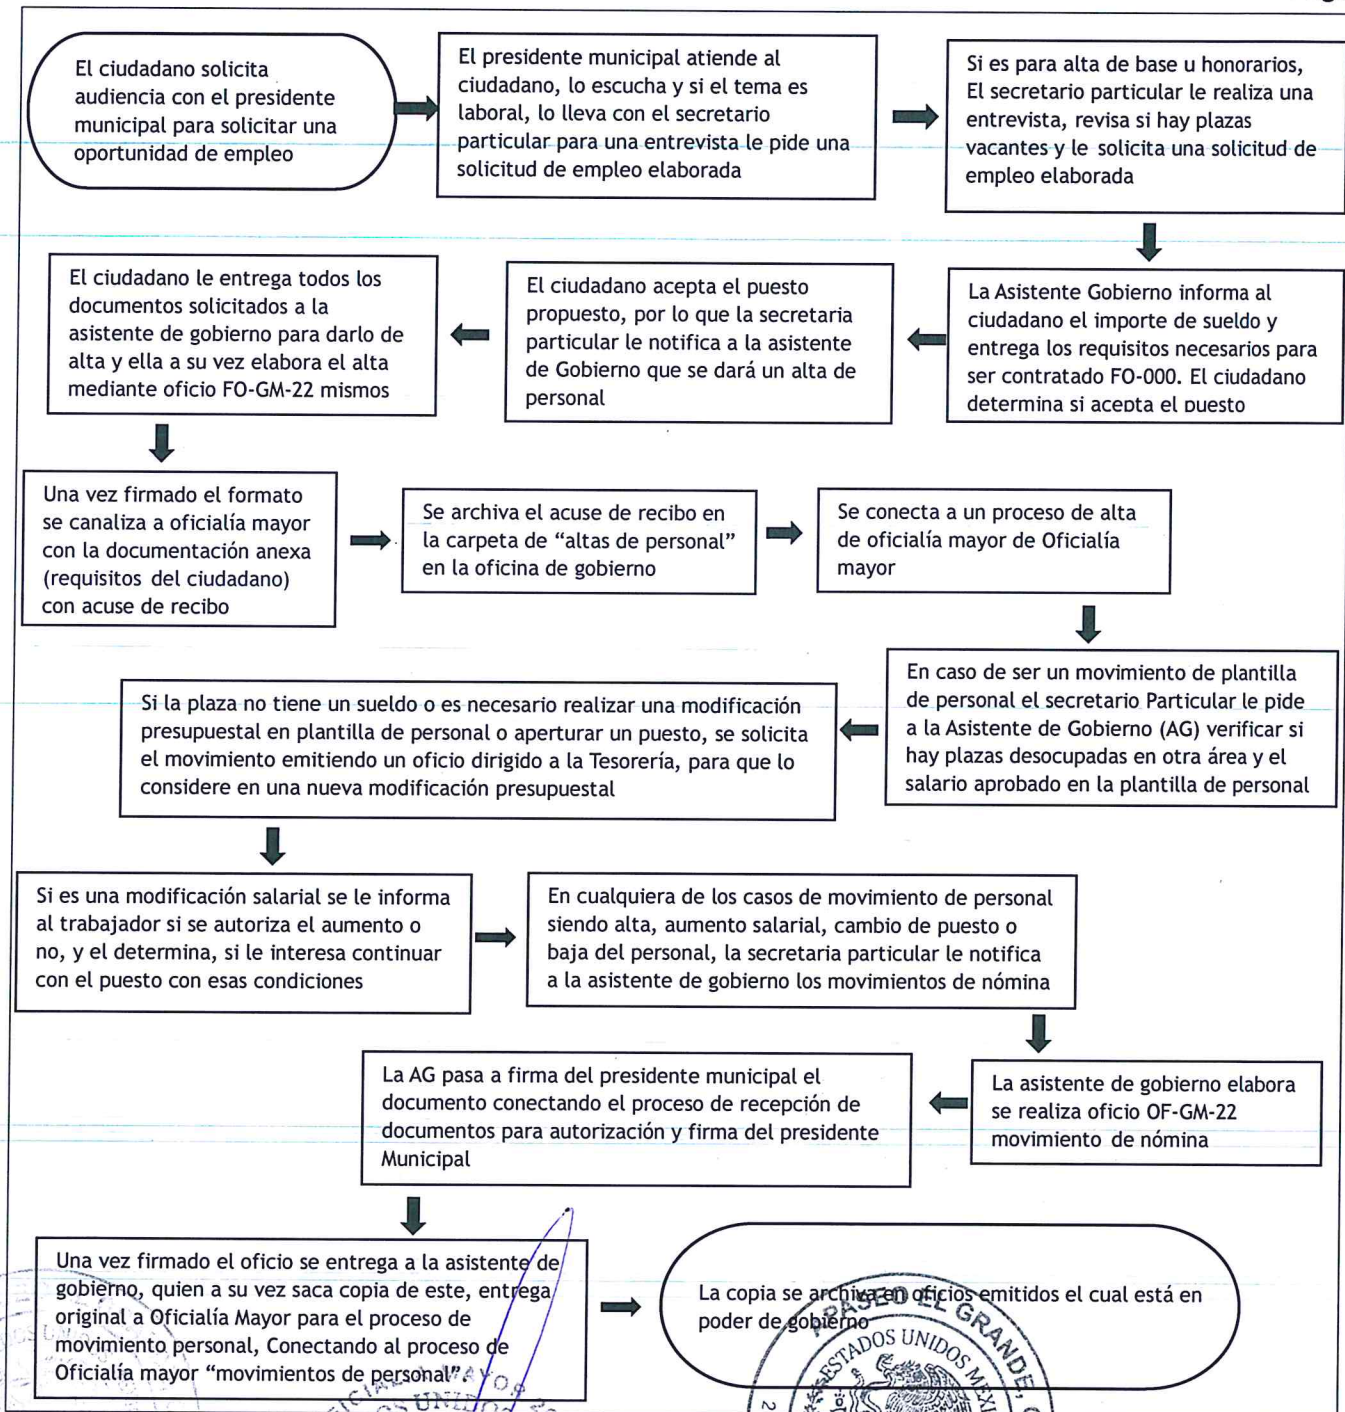 El ciudadano solicita
audiencia con el presidente
municipal para solicitar una
oportunidad de empleo
El presidente municipal atiende al
ciudadano, lo escucha y si el tema es
laboral, lo lleva con el secretario
particular para una entrevista le pide una
solicitud de empleo elaborada
Si es para alta de base u honorarios,
El secretario particular le realiza una
entrevista, revisa si hay plazas
vacantes y le solicita una solicitud de
empleo elaborada
La Asistente Gobierno informa al
ciudadano el importe de sueldo y
entrega los requisitos necesarios para
ser contratado FO-000. El ciudadano
determina si acepta el puesto
El ciudadano acepta el puesto
propuesto, por lo que la secretaria
particular le notifica a la asistente
de Gobierno que se dará un alta de
personal
El ciudadano le entrega todos los
documentos solicitados a la
asistente de gobierno para darlo de
alta y ella a su vez elabora el alta
mediante oficio FO-GM-22 mismos
Una vez firmado el formato
se canaliza a oficialía mayor
con la documentación anexa
(requisitos del ciudadano)
con acuse de recibo
Se archiva el acuse de recibo en
la carpeta de “altas de personal”
en la oficina de gobierno
Se conecta a un proceso de alta
de oficialía mayor de Oficialía
mayor
En caso de ser un movimiento de plantilla
de personal el secretario Particular le pide
a la Asistente de Gobierno (AG) verificar si
hay plazas desocupadas en otra área y el
salario aprobado en la plantilla de personal
Si la plaza no tiene un sueldo o es necesario realizar una modificación
presupuestal en plantilla de personal o aperturar un puesto, se solicita
el movimiento emitiendo un oficio dirigido a la Tesorería, para que lo
considere en una nueva modificación presupuestal
Si es una modificación salarial se le informa
al trabajador si se autoriza el aumento o
no, y el determina, si le interesa continuar
con el puesto con esas condiciones
En cualquiera de los casos de movimiento de personal
siendo alta, aumento salarial, cambio de puesto o
baja del personal, la secretaria particular le notifica
a la asistente de gobierno los movimientos de nómina
La asistente de gobierno elabora
se realiza oficio OF-GM-22
movimiento de nómina
La AG pasa a firma del presidente municipal el
documento conectando el proceso de recepción de
documentos para autorización y firma del presidente
Municipal
Una vez firmado el oficio se entrega a la asistente de
gobierno, quien a su vez saca copia de este, entrega
original a Oficialía Mayor para el proceso de
movimiento personal, Conectando al proceso de
Oficialía mayor “movimientos de personal”.
La copia se archiva en oficios emitidos el cual está en
poder de gobierno
APASEO EL GRANDE,
ESTADOS UNIDOS